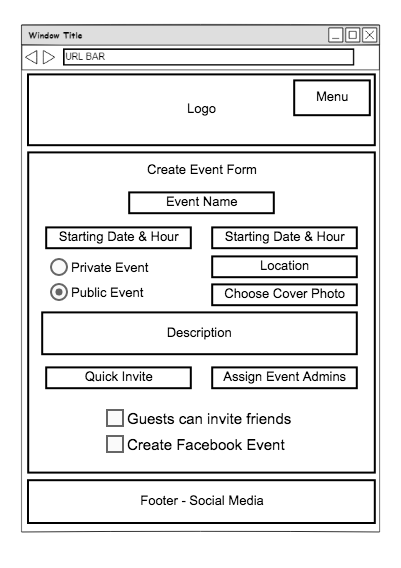 Window Title
URL BAR
Logo
Menu
Create Event Form
Event Name
Starting Date & Hour
Starting Date & Hour
Private Event
Location
Public Event
Choose Cover Photo
Description
Quick Invite
Assign Event Admins
Guests can invite friends
Create Facebook Event
Footer - Social Media